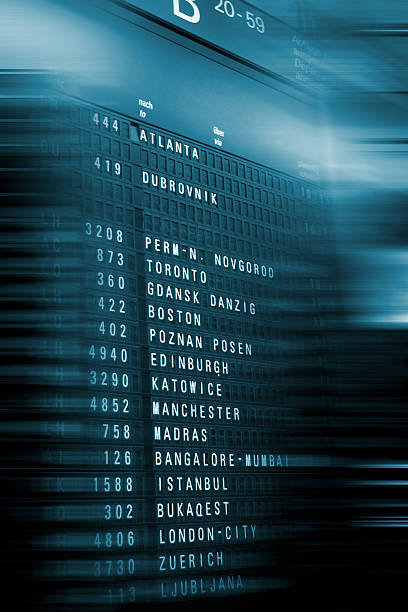 B 20-59
nach
to
über
via
444 ATLANTA
419 DUBROVNIK
3208 PERM-N. NOVGOROD
873 TORONTO
360 GDANSK DANZIG
422 BOSTON
402 POZNAN POSEN
4940 EDINBURGH
3290 KATOWICE
4852 MANCHESTER
758 MADRAS
126 BANGALORE-MUMBAI
1588 ISTANBUL
302 BUKAQEST
4806 LONDON-CITY
3730 ZUERICH
113 LJUBLJANA